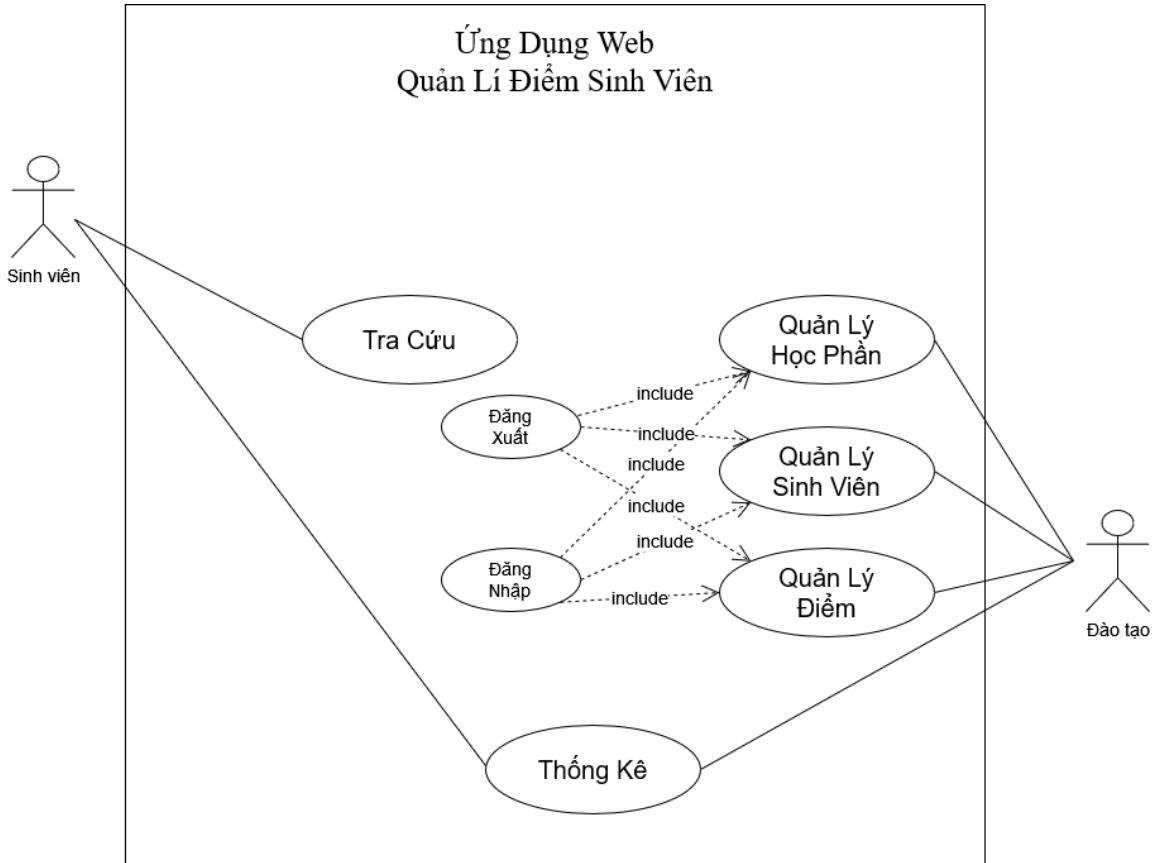 Ứng Dụng Web
Quản Lí Điểm Sinh Viên
Sinh viên
Tra Cứu
Quản Lý
Học Phần
include
Đăng
Xuất
include
include
Quản Lý
Sinh Viên
include
include
Đăng
Nhập
include
Quản Lý
Điểm
Đào tạo
Thống Kê